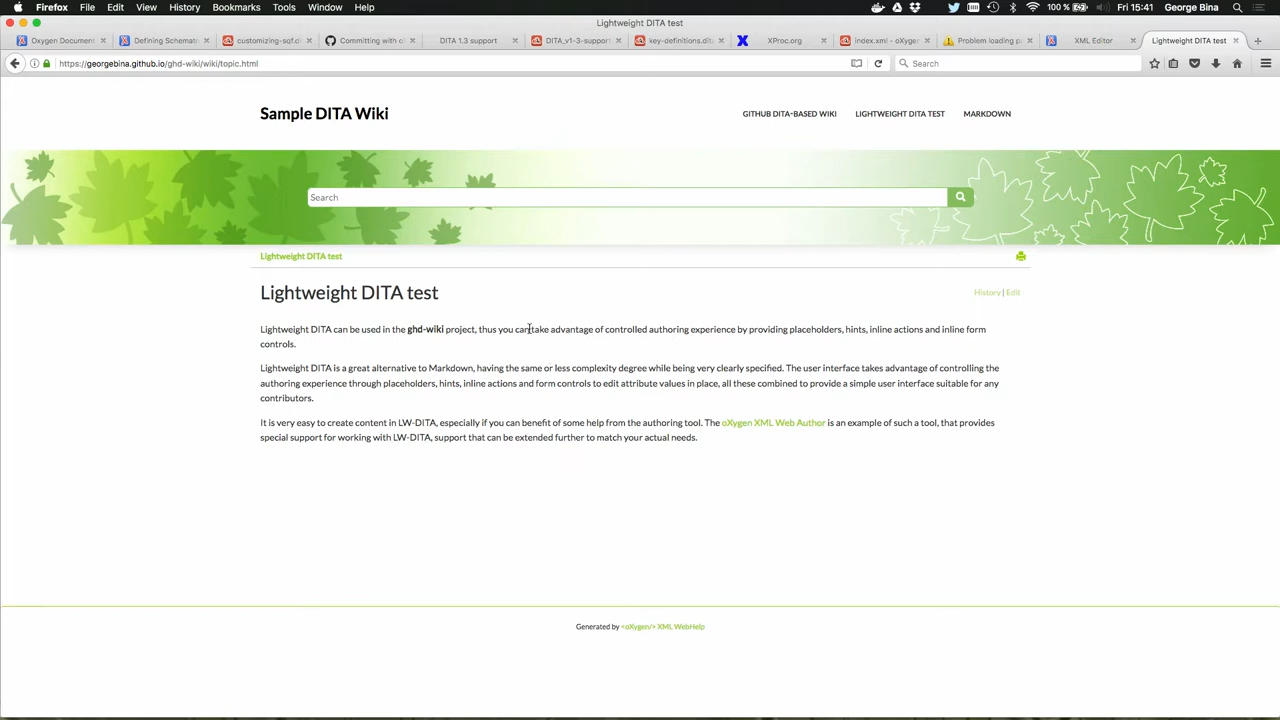 Firefox File Edit View History Bookmarks Tools Window Help 100 % Fri 15:41 George Bina
Lightweight DITA test
Oxygen Document Defining Schematr customizing-sqf.di Committing with o DITA 1.3 support DITA_v1-3-support key-definitions.dit XProc.org index.xml - oXyge Problem loading p XML Editor Lightweight DITA test
https://georgebina.github.io/ghd-wiki/wiki/topic.html Search
Sample DITA Wiki GITHUB DITA-BASED WIKI LIGHTWEIGHT DITA TEST MARKDOWN
Search
Lightweight DITA test
Lightweight DITA test History | Edit
Lightweight DITA can be used in the ghd-wiki project, thus you can take advantage of controlled authoring experience by providing placeholders, hints, inline actions and inline form
controls.
Lightweight DITA is a great alternative to Markdown, having the same or less complexity degree while being very clearly specified. The user interface takes advantage of controlling the
authoring experience through placeholders, hints, inline actions and form controls to edit attribute values in place, all these combined to provide a simple user interface suitable for any
contributors.
It is very easy to create content in LW-DITA, especially if you can benefit of some help from the authoring tool. The oXygen XML Web Author is an example of such a tool, that provides
special support for working with LW-DITA, support that can be extended further to match your actual needs.
Generated by <oXygen/> XML WebHelp